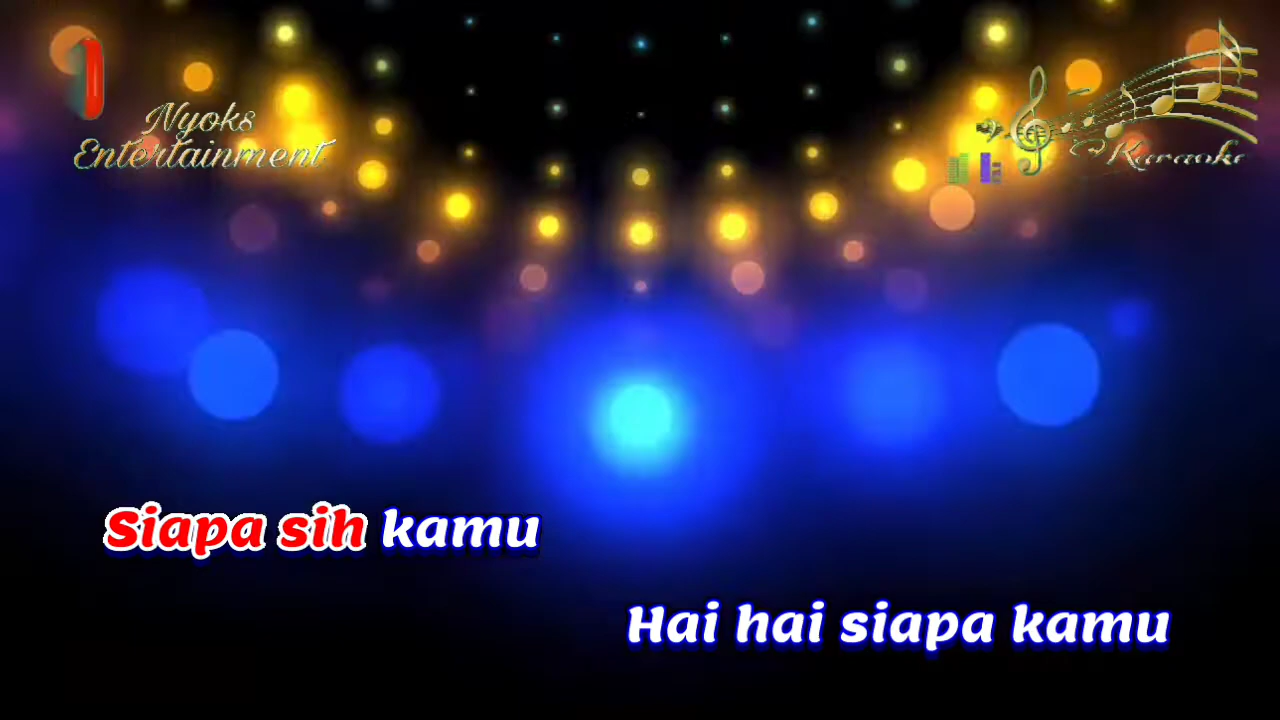 Nyoks
Entertainment
Karaoke
Siapa sih kamu
Hai hai siapa kamu